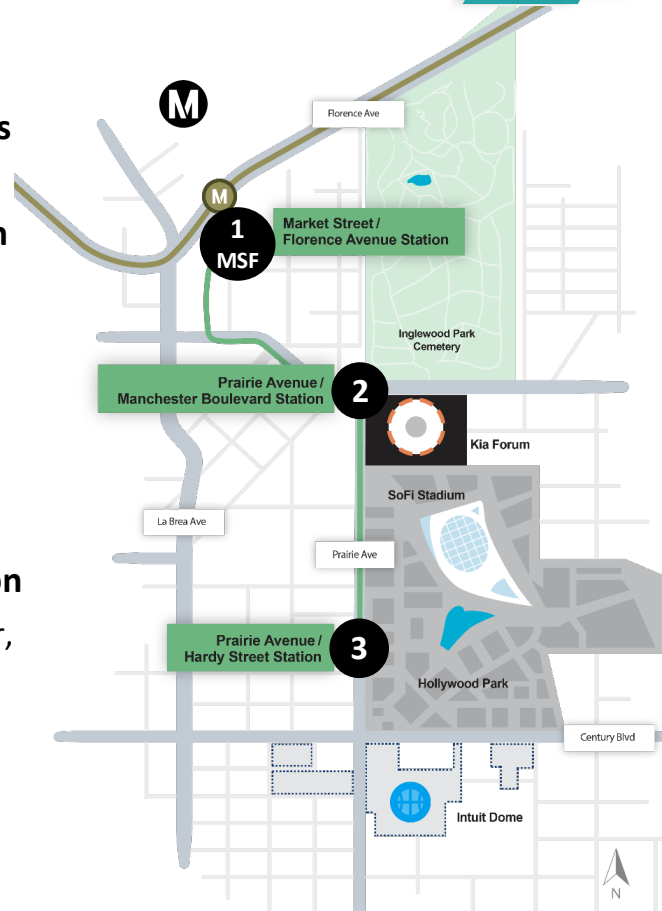 M
Florence Ave
s
M
n
1
MSF
Market Street /
Florence Avenue Station
Inglewood Park
Cemetery
Prairie Avenue /
Manchester Boulevard Station
2
Kia Forum
SoFi Stadium
La Brea Ave
Prairie Ave
on
r,
Prairie Avenue /
Hardy Street Station
3
Hollywood Park
Century Blvd
Intuit Dome
N